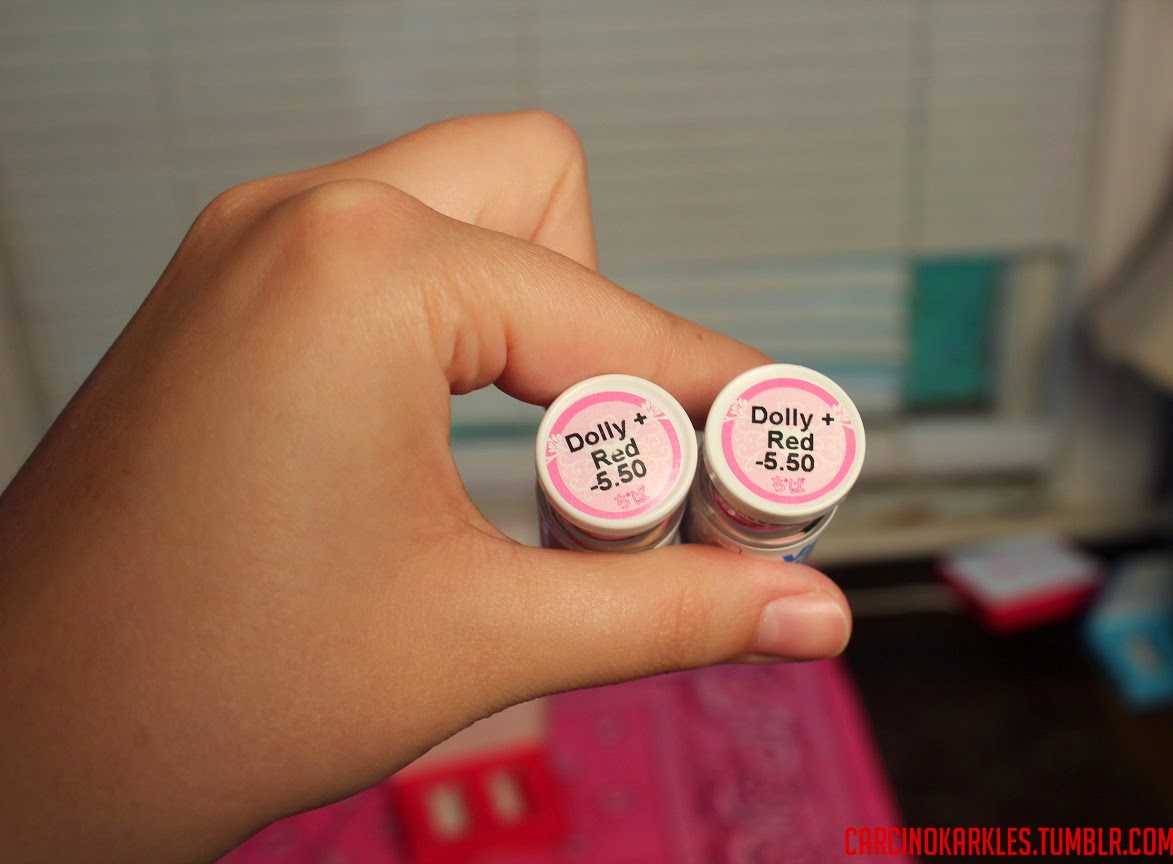 Dolly +
Red
-5.50
Dolly +
Red
-5.50
CARCINOKARKLES.TUMBLR.COM